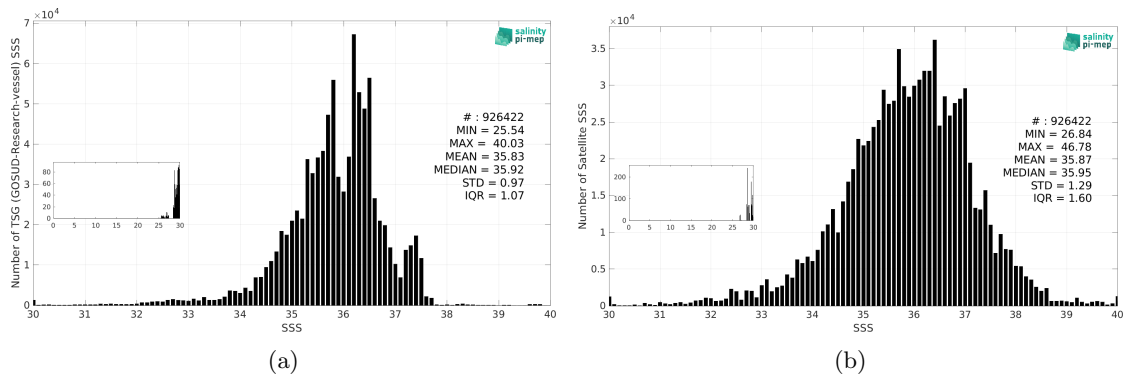 ×10⁴
7
6
5
4
3
2
1
0
Number of TSG (GOSUD-Research-vessel) SSS
salinity
pi-mep
# : 926422
MIN = 25.54
MAX = 40.03
MEAN = 35.83
MEDIAN = 35.92
STD = 0.97
IQR = 1.07
80
60
40
20
0
0 5 10 15 20 25 30
30 31 32 33 34 35 36 37 38 39 40
SSS
(a)
×10⁴
3.5
3
2.5
2
1.5
1
0.5
0
Number of Satellite SSS
salinity
pi-mep
# : 926422
MIN = 26.84
MAX = 46.78
MEAN = 35.87
MEDIAN = 35.95
STD = 1.29
IQR = 1.60
200
100
0
0 5 10 15 20 25 30
30 31 32 33 34 35 36 37 38 39 40
SSS
(b)